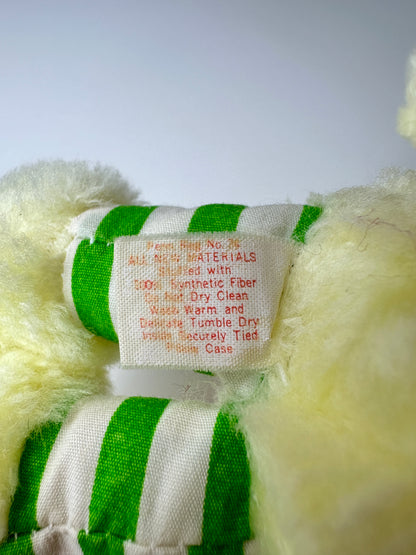 Penn Reg No. 26
ALL NEW MATERIALS
Stuffed with
100% Synthetic Fiber
Do Not Dry Clean
Wash Warm and
Delicate Tumble Dry
Inside Securely Tied
Pillow Case